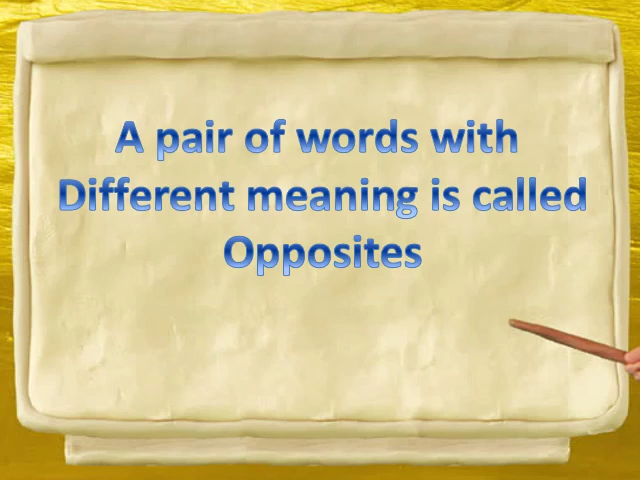 A pair of words with
Different meaning is called
Opposites